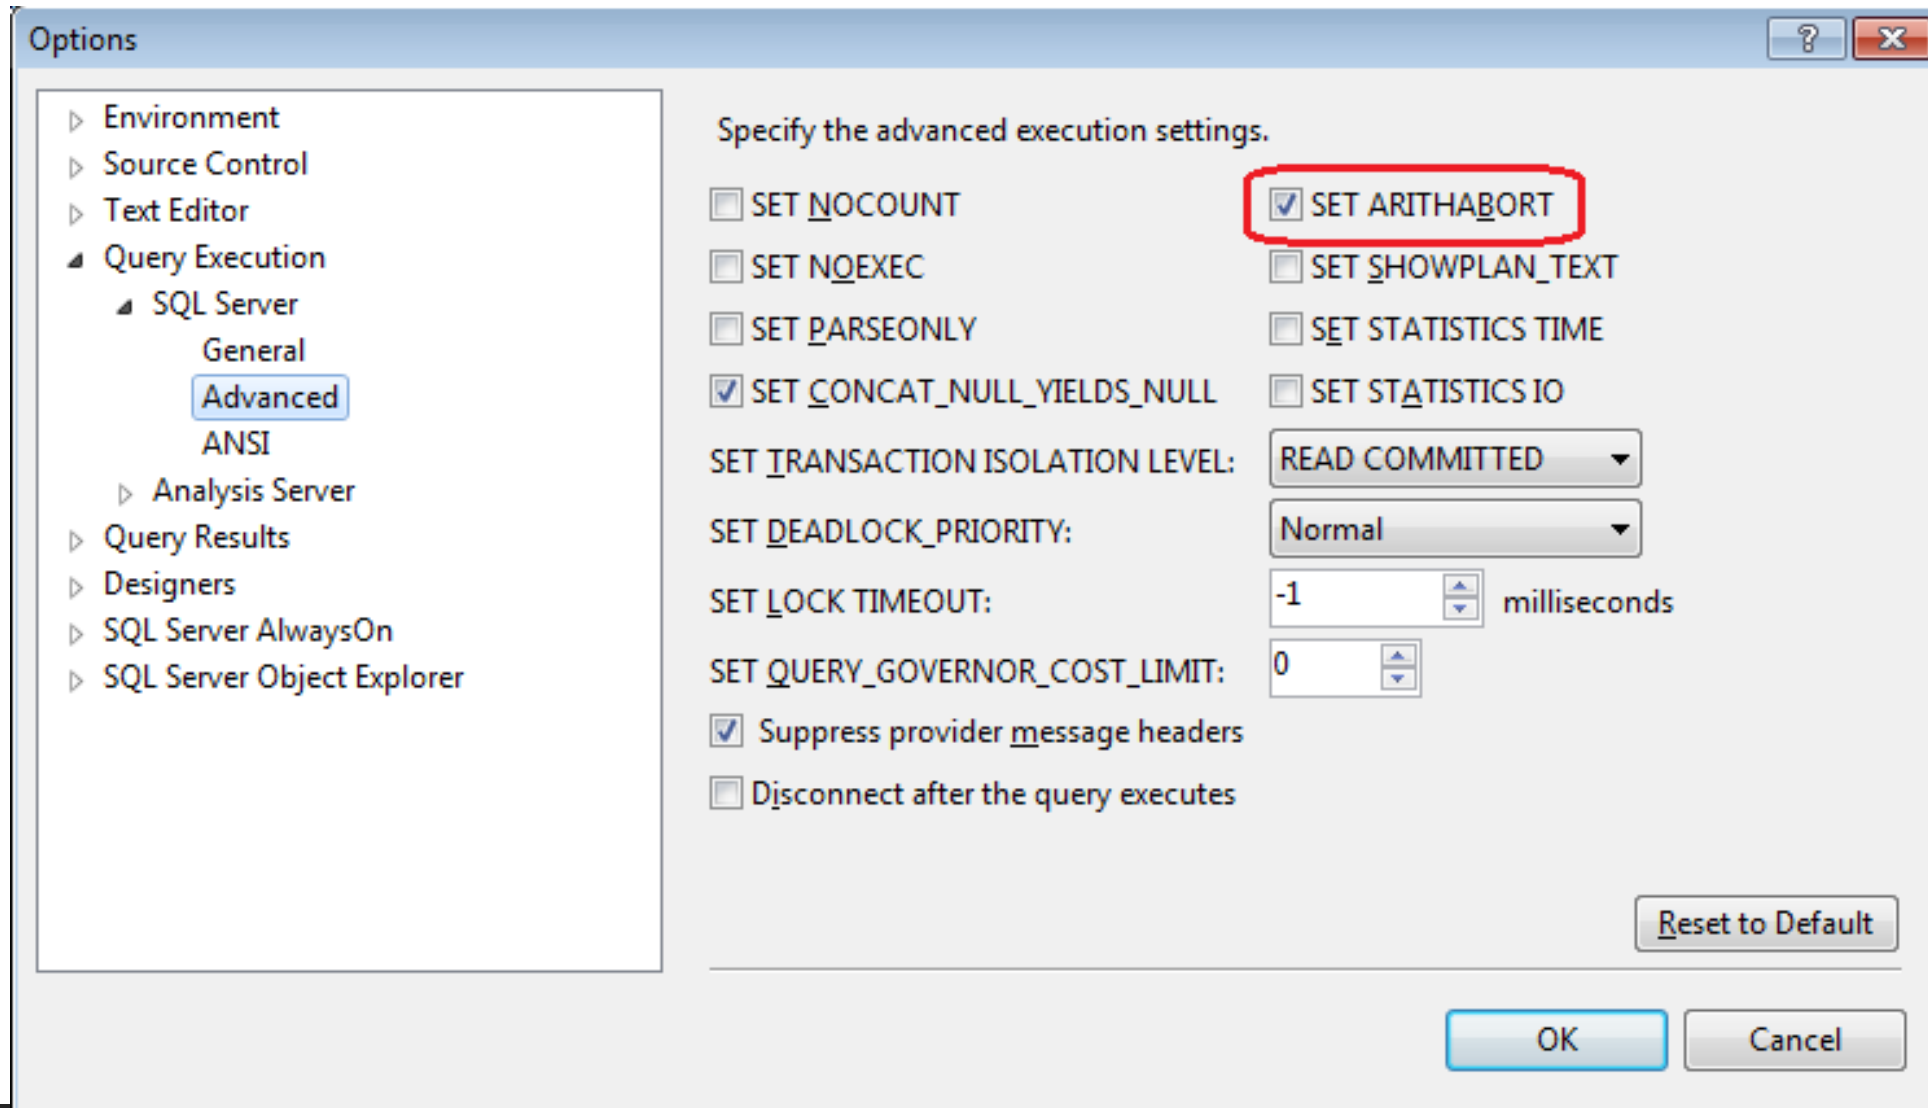 Options
?
Environment
Source Control
Text Editor
Query Execution
SQL Server
General
Advanced
ANSI
Analysis Server
Query Results
Designers
SQL Server AlwaysOn
SQL Server Object Explorer
Specify the advanced execution settings.
SET NOCOUNT
SET ARITHABORT
SET NOEXEC
SET SHOWPLAN_TEXT
SET PARSEONLY
SET STATISTICS TIME
SET CONCAT_NULL_YIELDS_NULL
SET STATISTICS IO
SET TRANSACTION ISOLATION LEVEL: READ COMMITTED
SET DEADLOCK_PRIORITY: Normal
SET LOCK TIMEOUT: -1 milliseconds
SET QUERY_GOVERNOR_COST_LIMIT: 0
Suppress provider message headers
Disconnect after the query executes
Reset to Default
OK
Cancel